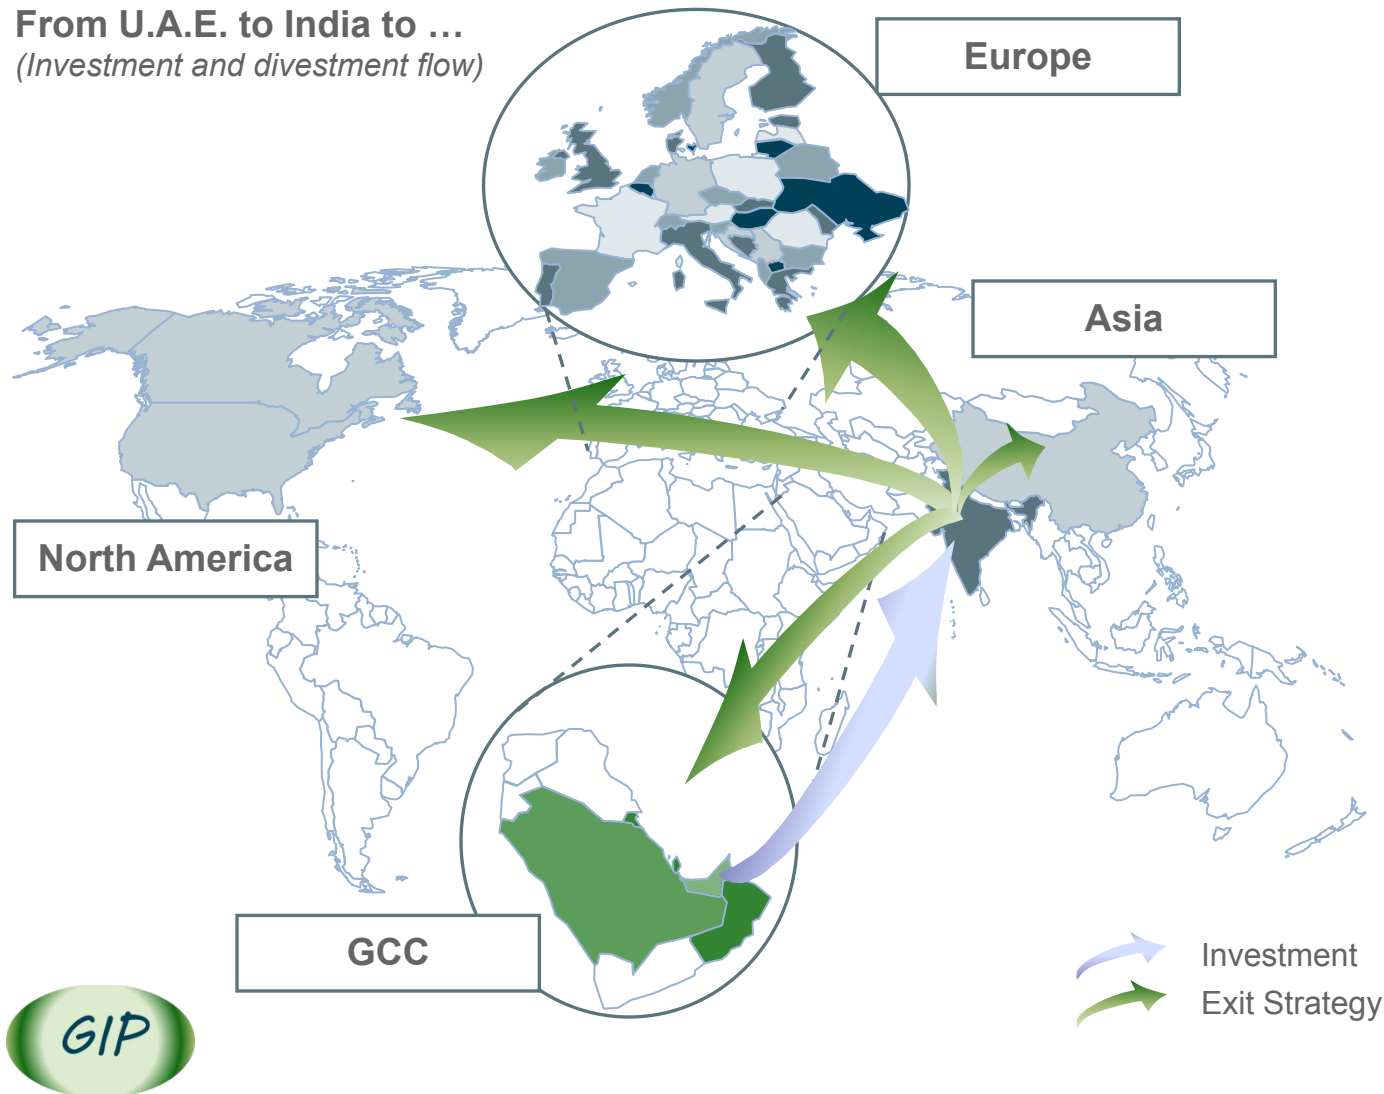 From U.A.E. to India to …
(Investment and divestment flow)
Europe
Asia
North America
GCC
Investment
Exit Strategy
GIP